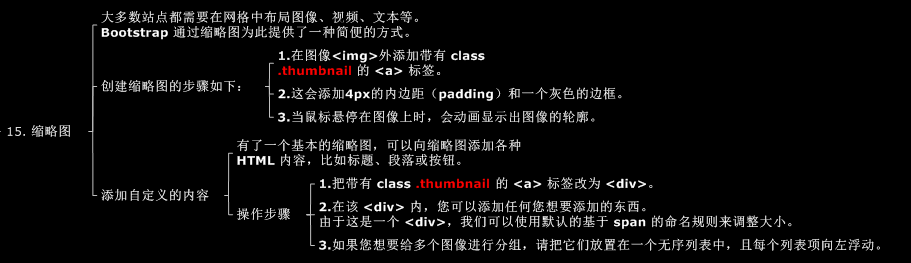 大多数站点都需要在网格中布局图像、视频、文本等。
Bootstrap 通过缩略图为此提供了一种简便的方式。
1.在图像<img>外添加带有 class
.thumbnail 的 <a> 标签。
创建缩略图的步骤如下：
2.这会添加4px的内边距（padding）和一个灰色的边框。
3.当鼠标悬停在图像上时，会动画显示出图像的轮廓。
15. 缩略图
有了一个基本的缩略图，可以向缩略图添加各种
HTML 内容，比如标题、段落或按钮。
添加自定义的内容
1.把带有 class .thumbnail 的 <a> 标签改为 <div>。
操作步骤
2.在该 <div> 内，您可以添加任何您想要添加的东西。
由于这是一个 <div>，我们可以使用默认的基于 span 的命名规则来调整大小。
3.如果您想要给多个图像进行分组，请把它们放置在一个无序列表中，且每个列表项向左浮动。